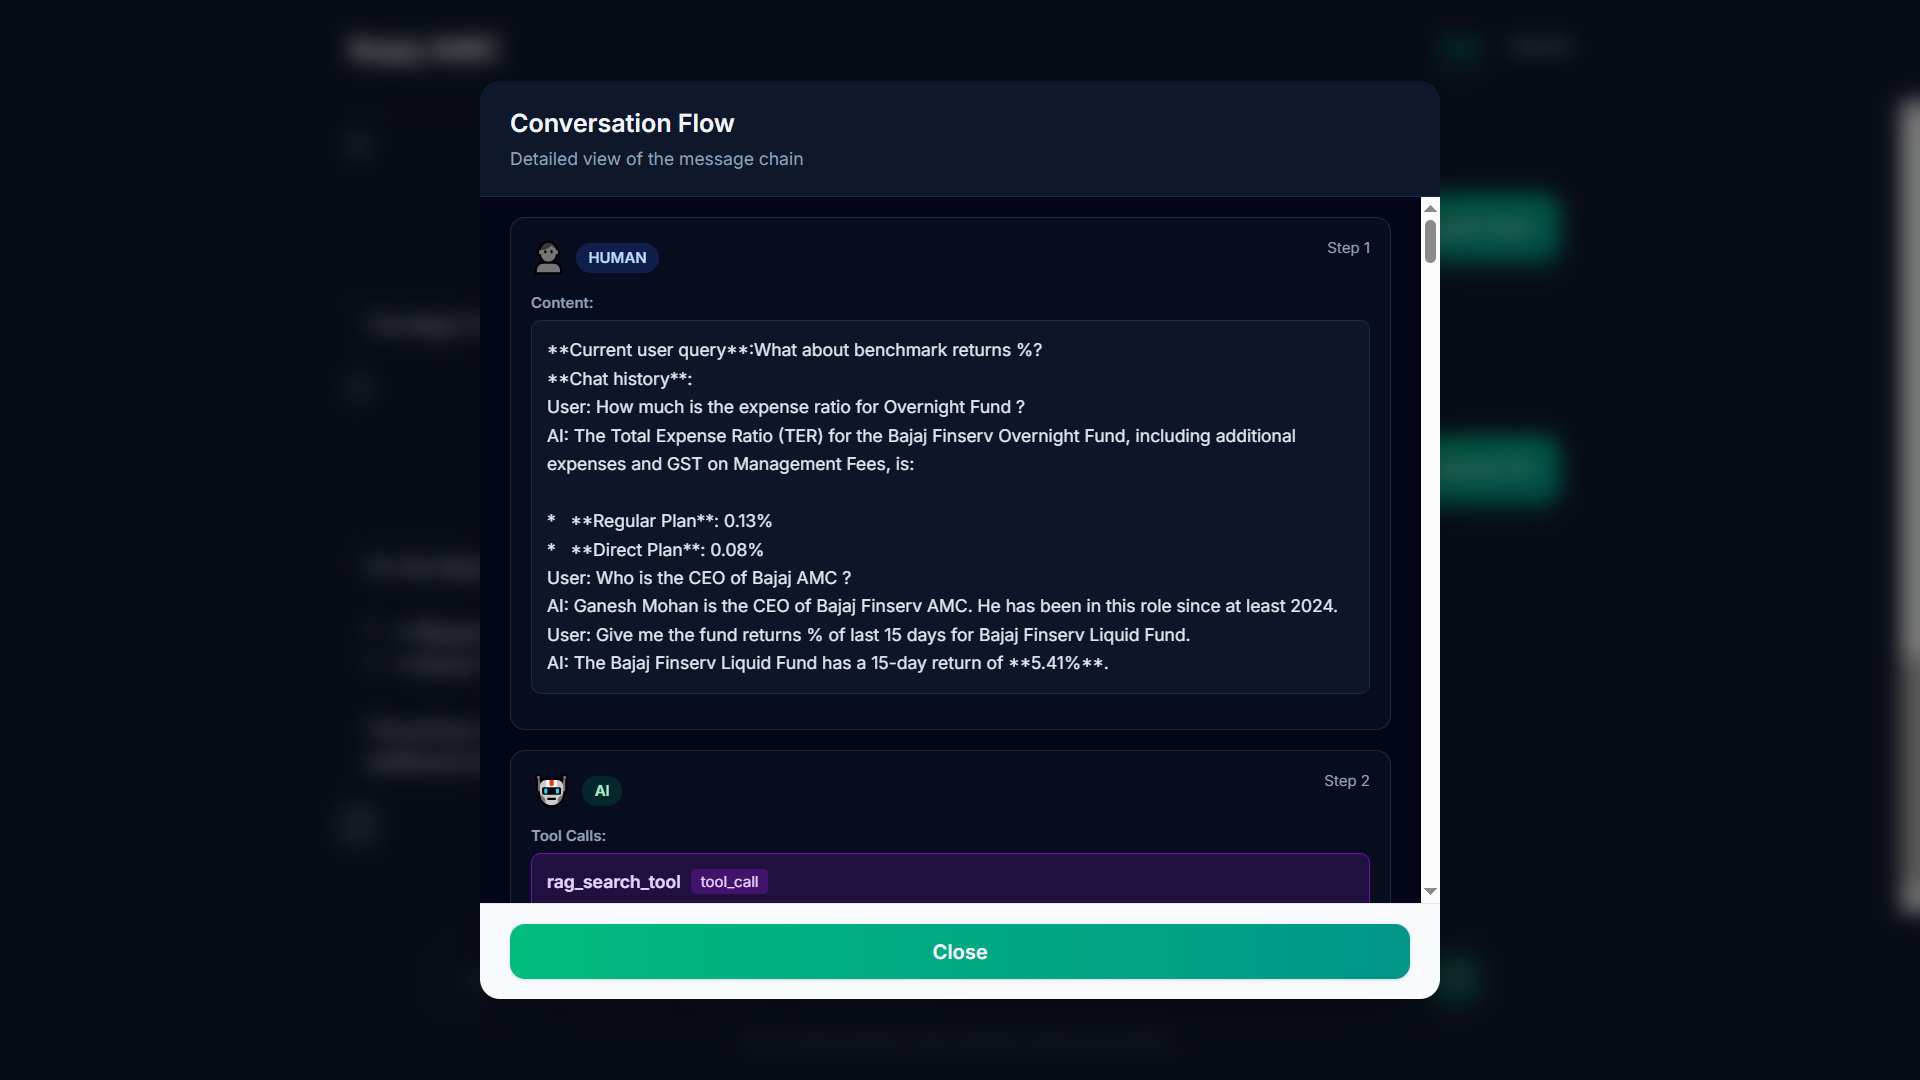 Conversation Flow
Detailed view of the message chain
HUMAN
Step 1
Content:
**Current user query**:What about benchmark returns %?
**Chat history**:
User: How much is the expense ratio for Overnight Fund ?
AI: The Total Expense Ratio (TER) for the Bajaj Finserv Overnight Fund, including additional
expenses and GST on Management Fees, is:
*   **Regular Plan**: 0.13%
*   **Direct Plan**: 0.08%
User: Who is the CEO of Bajaj AMC ?
AI: Ganesh Mohan is the CEO of Bajaj Finserv AMC. He has been in this role since at least 2024.
User: Give me the fund returns % of last 15 days for Bajaj Finserv Liquid Fund.
AI: The Bajaj Finserv Liquid Fund has a 15-day return of **5.41%**.
AI
Step 2
Tool Calls:
rag_search_tool tool_call
Close